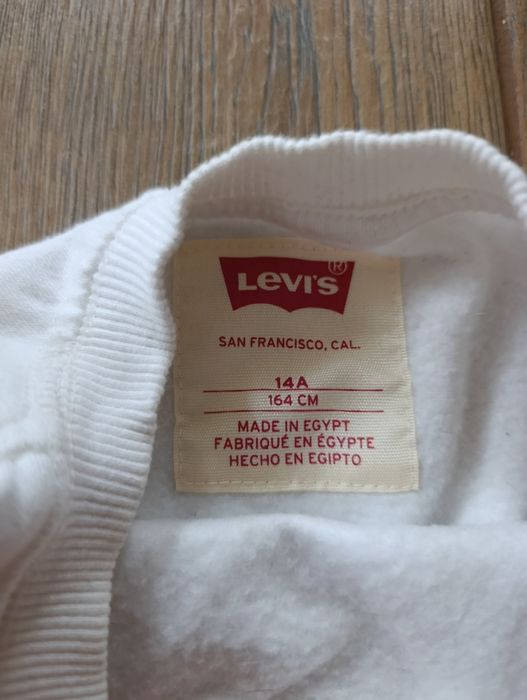 LEVI'S ®
SAN FRANCISCO, CAL.
14A
164 CM
MADE IN EGYPT
FABRIQUÉ EN ÉGYPTE
HECHO EN EGIPTO